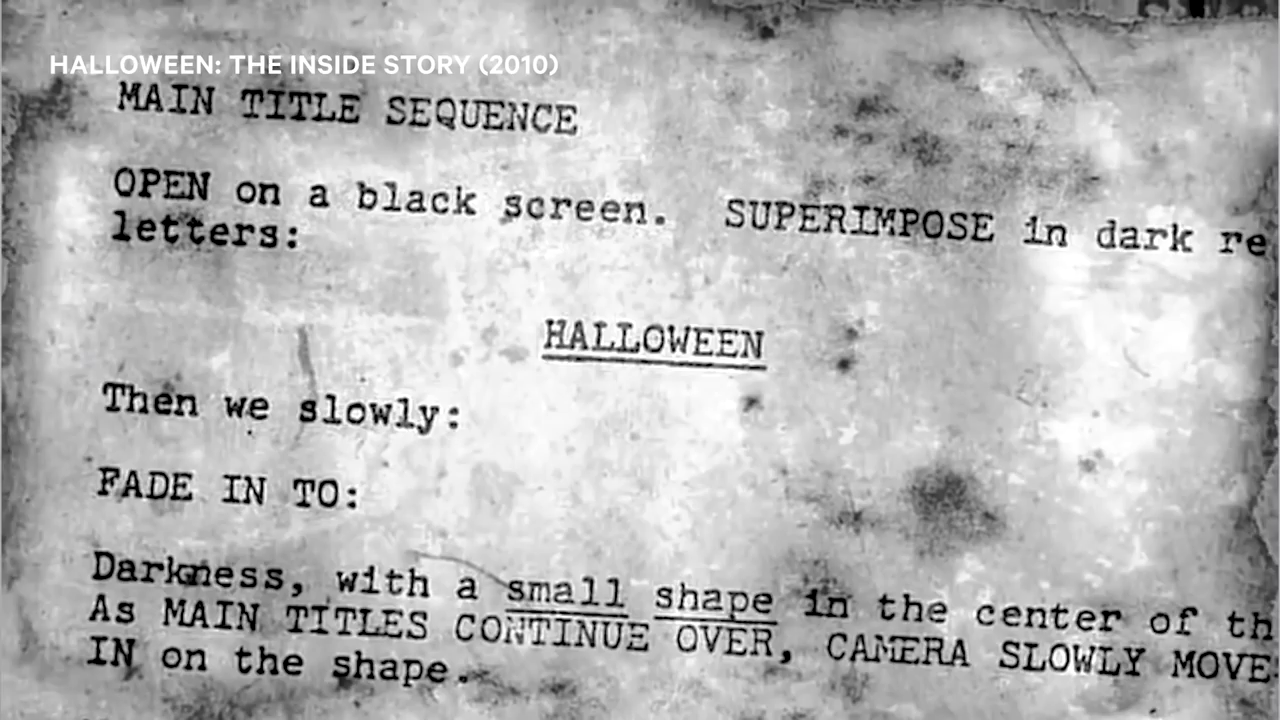 HALLOWEEN: THE INSIDE STORY (2010)
MAIN TITLE SEQUENCE
OPEN on a black screen. SUPERIMPOSE in dark re
letters:
HALLOWEEN
Then we slowly:
FADE IN TO:
Darkness, with a small shape in the center of th
As MAIN TITLES CONTINUE OVER, CAMERA SLOWLY MOVE
IN on the shape.